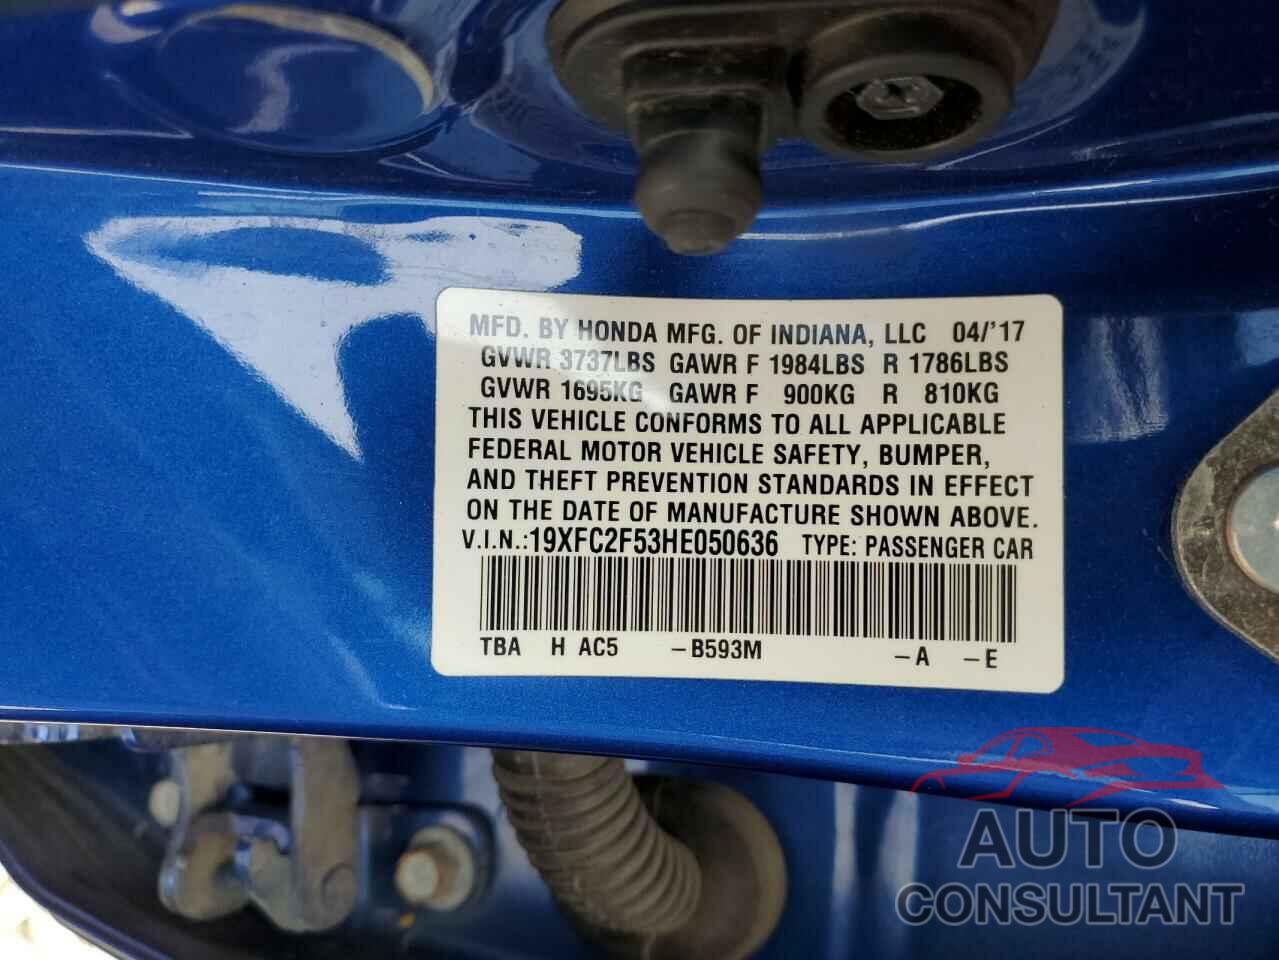 MFD. BY HONDA MFG. OF INDIANA, LLC 04/'17
GVWR 3737LBS GAWR F 1984LBS R 1786LBS
GVWR 1695KG GAWR F 900KG R 810KG
THIS VEHICLE CONFORMS TO ALL APPLICABLE
FEDERAL MOTOR VEHICLE SAFETY, BUMPER,
AND THEFT PREVENTION STANDARDS IN EFFECT
ON THE DATE OF MANUFACTURE SHOWN ABOVE.
V.I.N.:19XFC2F53HE050636 TYPE: PASSENGER CAR
TBA H AC5 –B593M –A –E
AUTO
CONSULTANT